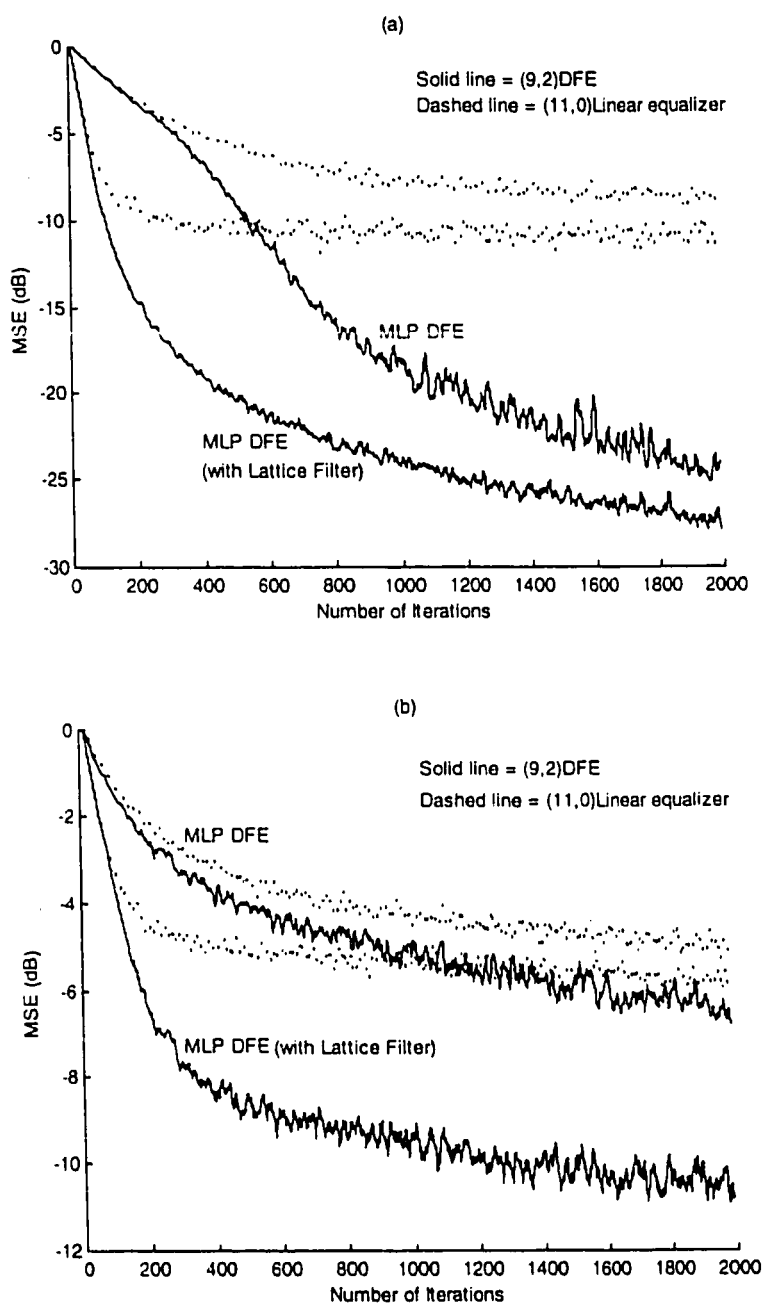 (a)
0
Solid line = (9,2)DFE
Dashed line = (11,0)Linear equalizer
-5
-10
MSE (dB)
-15
MLP DFE
-20
MLP DFE
(with Lattice Filter)
-25
-30
0 200 400 600 800 1000 1200 1400 1600 1800 2000
Number of Iterations
(b)
0
Solid line = (9,2)DFE
Dashed line = (11,0)Linear equalizer
-2
MLP DFE
-4
MSE (dB)
-6
MLP DFE (with Lattice Filter)
-8
-10
-12
0 200 400 600 800 1000 1200 1400 1600 1800 2000
Number of Iterations